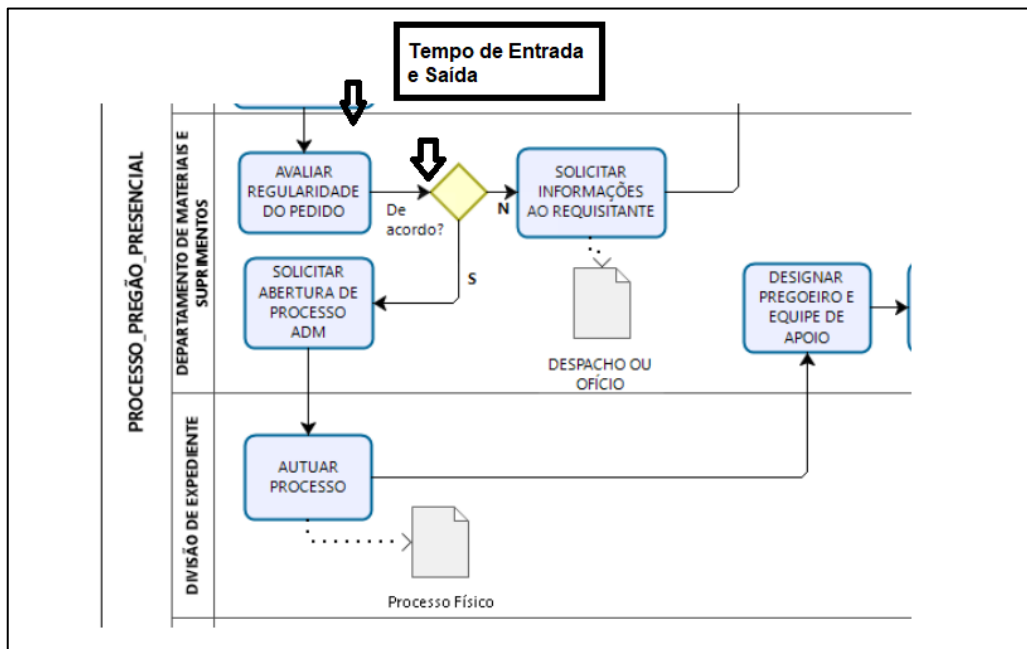 Tempo de Entrada
e Saída
PROCESSO_PREGÃO_PRESENCIAL
DEPARTAMENTO DE MATERIAIS E
SUPRIMENTOS
AVALIAR
REGULARIDADE
DO PEDIDO
De
acordo?
N
S
SOLICITAR
INFORMAÇÕES
AO REQUISITANTE
SOLICITAR
ABERTURA DE
PROCESSO
ADM
DESPACHO OU
OFÍCIO
DESIGNAR
PREGOEIRO E
EQUIPE DE
APOIO
DIVISÃO DE EXPEDIENTE
AUTUAR
PROCESSO
Processo Físico